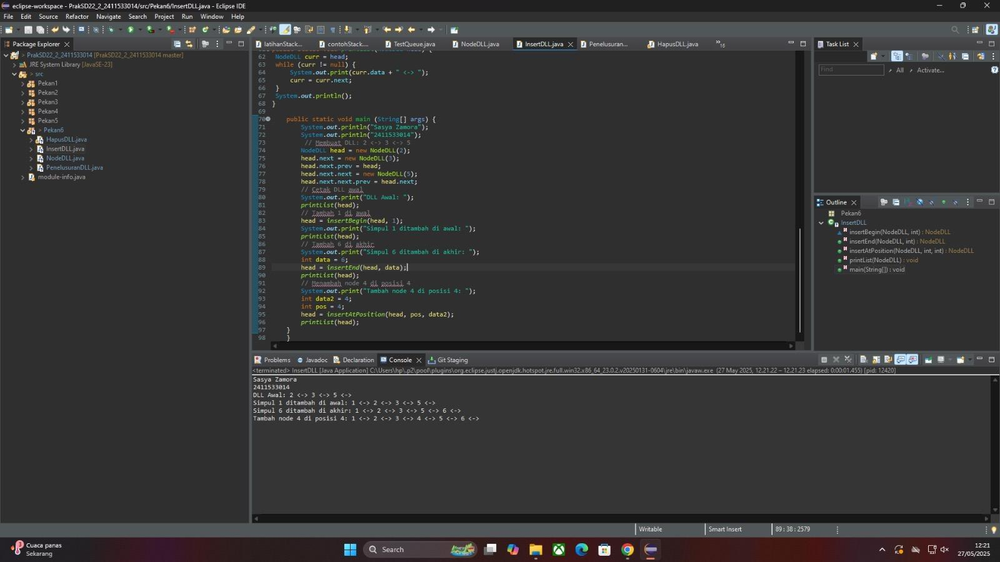 eclipse-workspace - PrakSD22_2_2411533014/src/Pekan6/InsertDLL.java - Eclipse IDE
File Edit Source Refactor Navigate Search Project Run Window Help
Package Explorer
> PrakSD22_2_2411533014 [PrakSD22_2_2411533014 master]
JRE System Library [JavaSE-23]
> src
Pekan1
Pekan2
Pekan3
Pekan4
Pekan5
> Pekan6
HapusDLL.java
InsertDLL.java
NodeDLL.java
PenelusuranDLL.java
module-info.java
latihanStack... contohStack.... TestQueue.java NodeDLL.java InsertDLL.java Penelusuran... HapusDLL.java »16
62 NodeDLL curr = head;
63 while (curr != null) {
64 System.out.print(curr.data + " <-> ");
65 curr = curr.next;
66 }
67 System.out.println();
68 }
69
70 public static void main (String[] args) {
71 System.out.println("Sasya Zamora");
72 System.out.println("2411533014");
73 // Membuat DLL: 2 <-> 3 <-> 5
74 NodeDLL head = new NodeDLL(2);
75 head.next = new NodeDLL(3);
76 head.next.prev = head;
77 head.next.next = new NodeDLL(5);
78 head.next.next.prev = head.next;
79 // Cetak DLL awal
80 System.out.print("DLL Awal: ");
81 printList(head);
82 // Tambah 1 di awal
83 head = insertBegin(head, 1);
84 System.out.print("Simpul 1 ditambah di awal: ");
85 printList(head);
86 // Tambah 6 di akhir
87 System.out.print("Simpul 6 ditambah di akhir: ");
88 int data = 6;
89 head = insertEnd(head, data);
90 printList(head);
91 // Menambah node 4 di posisi 4
92 System.out.print("Tambah node 4 di posisi 4: ");
93 int data2 = 4;
94 int pos = 4;
95 head = insertAtPosition(head, pos, data2);
96 printList(head);
97 }
98 }
Task List
Find All Activate...
Outline
Pekan6
InsertDLL
insertBegin(NodeDLL, int) : NodeDLL
insertEnd(NodeDLL, int) : NodeDLL
insertAtPosition(NodeDLL, int, int) : NodeDLL
printList(NodeDLL) : void
main(String[]) : void
Problems Javadoc Declaration Console Git Staging
<terminated> InsertDLL [Java Application] C:\Users\hp\.p2\pool\plugins\org.eclipse.justj.openjdk.hotspot.jre.full.win32.x86_64_23.0.2.v20250131-0604\jre\bin\javaw.exe (27 May 2025, 12.21.22 – 12.21.23 elapsed: 0:00:01.455) [pid: 12420]
Sasya Zamora
2411533014
DLL Awal: 2 <-> 3 <-> 5 <->
Simpul 1 ditambah di awal: 1 <-> 2 <-> 3 <-> 5 <->
Simpul 6 ditambah di akhir: 1 <-> 2 <-> 3 <-> 5 <-> 6 <->
Tambah node 4 di posisi 4: 1 <-> 2 <-> 3 <-> 4 <-> 5 <-> 6 <->
Writable Smart Insert 89 : 38 : 2579
3
Cuaca panas
Sekarang
Search
12:21
27/05/2025